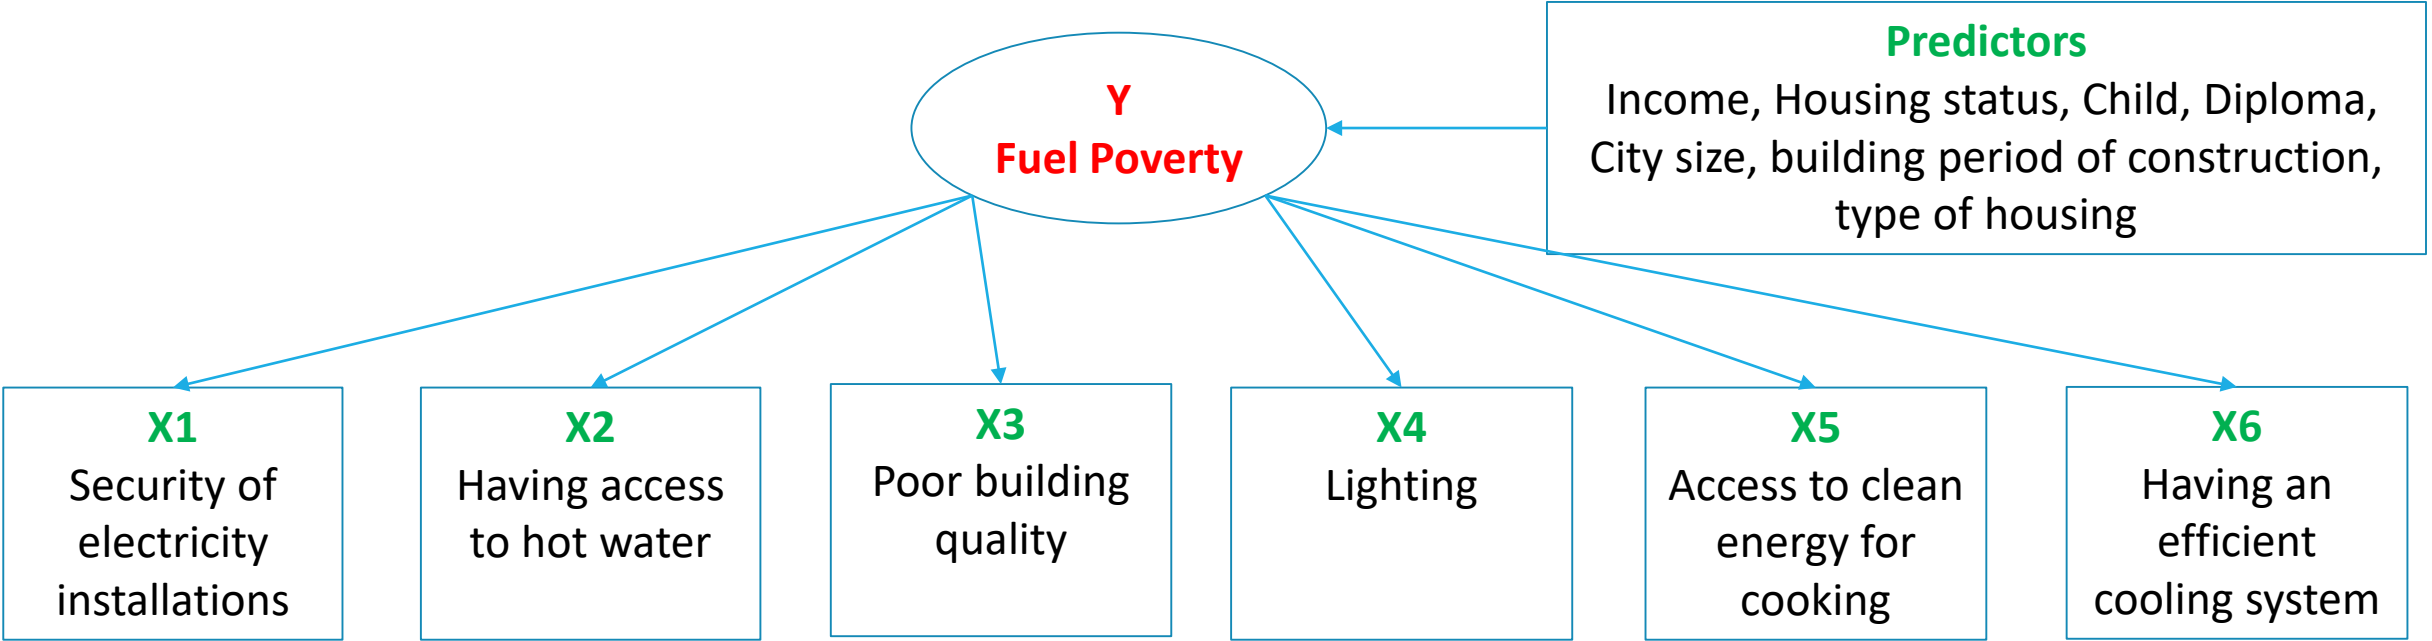 Y
Fuel Poverty
Predictors
Income, Housing status, Child, Diploma,
City size, building period of construction,
type of housing
X1
Security of
electricity
installations
X2
Having access
to hot water
X3
Poor building
quality
X4
Lighting
X5
Access to clean
energy for
cooking
X6
Having an
efficient
cooling system